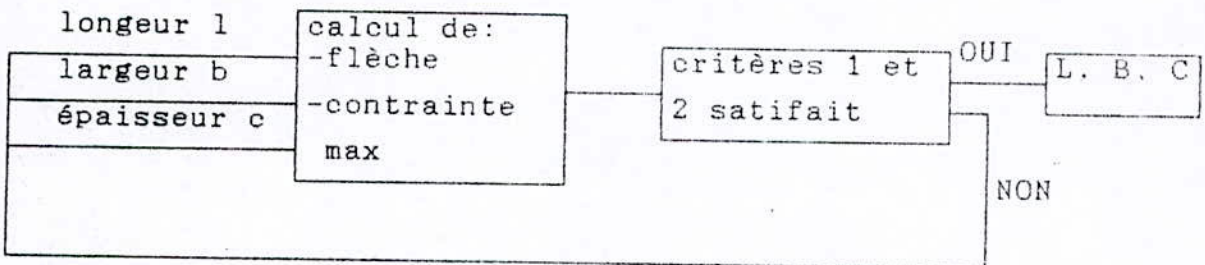 longeur l
largeur b
épaisseur c
calcul de:
-flèche
-contrainte
max
critères 1 et
2 satifait
OUI
L. B. C
NON